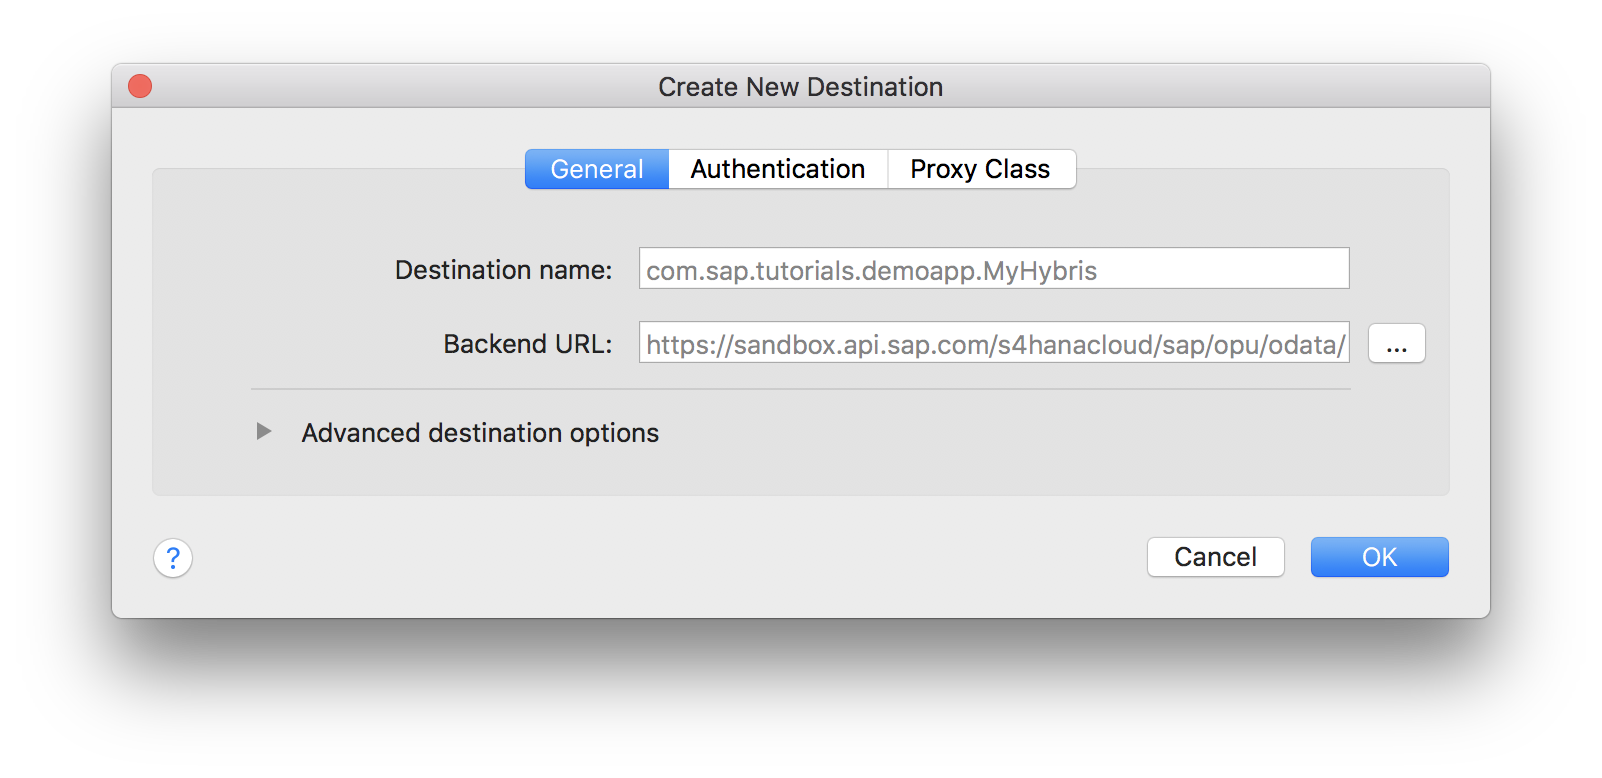 Create New Destination
General Authentication Proxy Class
Destination name: com.sap.tutorials.demoapp.MyHybris
Backend URL: https://sandbox.api.sap.com/s4hanacloud/sap/opu/odata/ ...
Advanced destination options
? Cancel OK